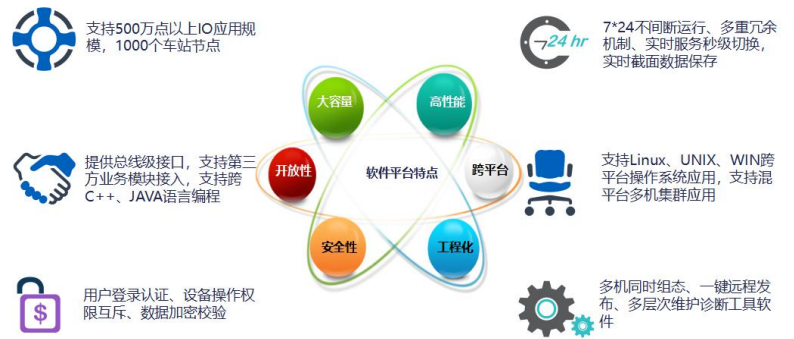 支持500万点以上IO应用规
模，1000个车站节点
7*24不间断运行、多重冗余
机制、实时服务秒级切换，
实时截面数据保存
24 hr
大容量
高性能
提供总线级接口，支持第三
方业务模块接入，支持跨
C++、JAVA语言编程
开放性
软件平台特点
跨平台
支持Linux、UNIX、WIN跨
平台操作系统应用，支持混
平台多机集群应用
安全性
工程化
用户登录认证、设备操作权
限互斥、数据加密校验
$
多机同时组态、一键远程发
布、多层次维护诊断工具软
件